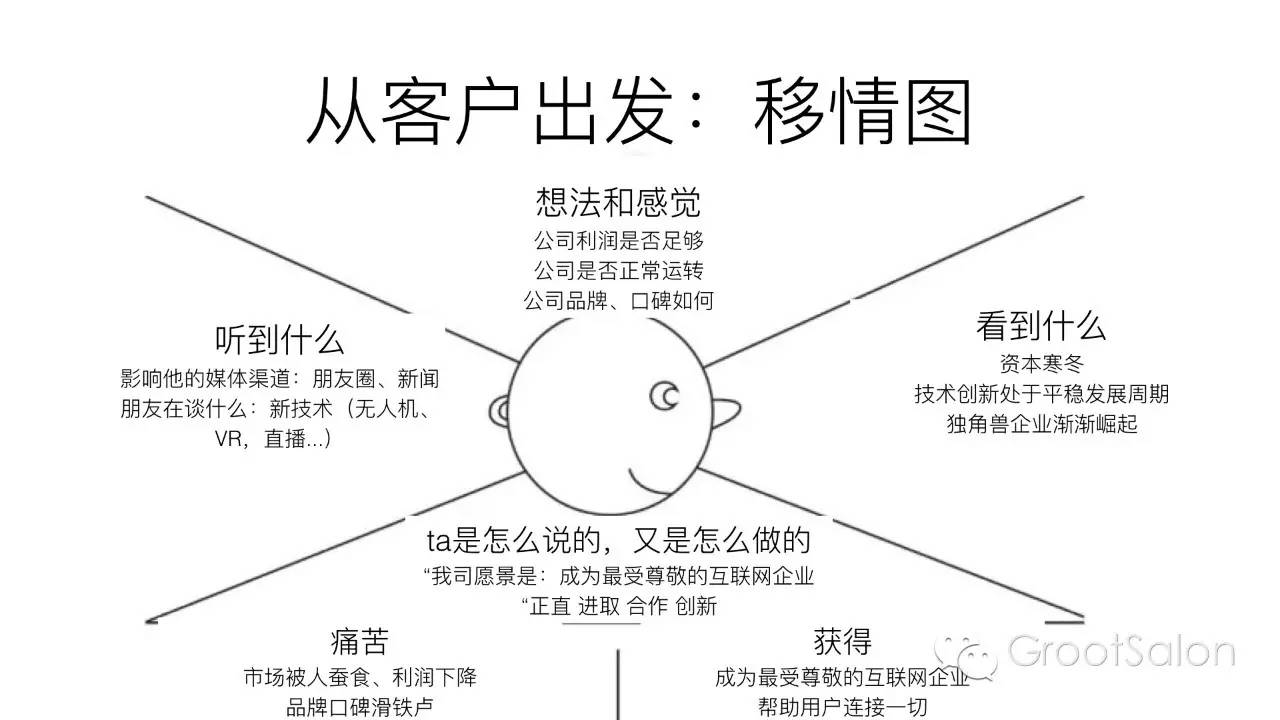 从客户出发：移情图
想法和感觉
公司利润是否足够
公司是否正常运转
公司品牌、口碑如何
听到什么
影响他的媒体渠道：朋友圈、新闻
朋友在谈什么：新技术（无人机、
VR，直播...）
看到什么
资本寒冬
技术创新处于平稳发展周期
独角兽企业渐渐崛起
ta是怎么说的，又是怎么做的
“我司愿景是：成为最受尊敬的互联网企业
“正直 进取 合作 创新
痛苦
市场被人蚕食、利润下降
品牌口碑滑铁卢
获得
成为最受尊敬的互联网企业
帮助用户连接一切
GrootSalon